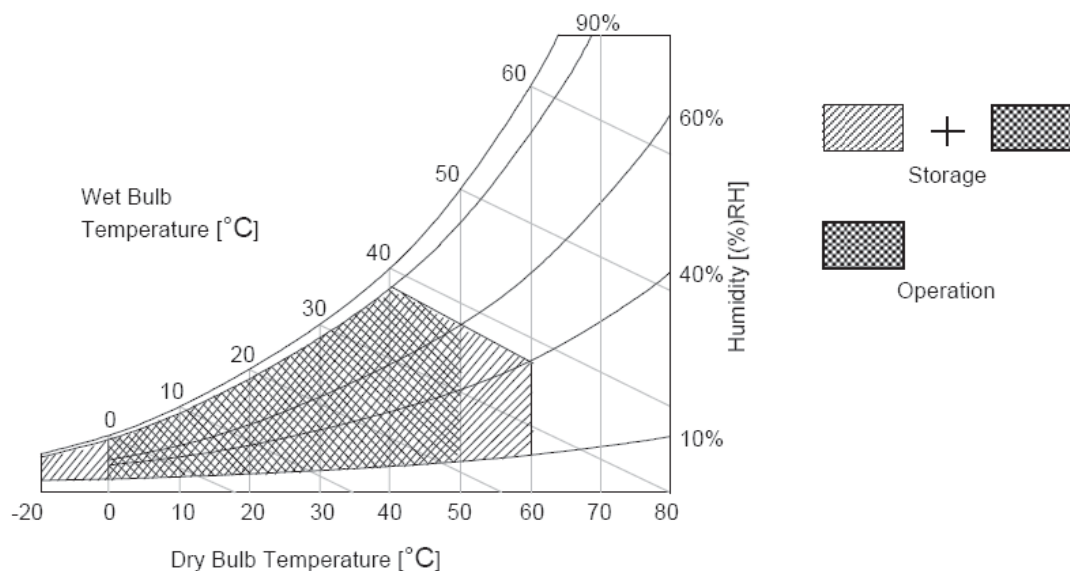 90%
60
60%
50
Storage
Wet Bulb
Temperature [°C]
40
40%
Humidity [(%)RH]
Operation
30
20
10
0
10%
-20 0 10 20 30 40 50 60 70 80
Dry Bulb Temperature [°C]